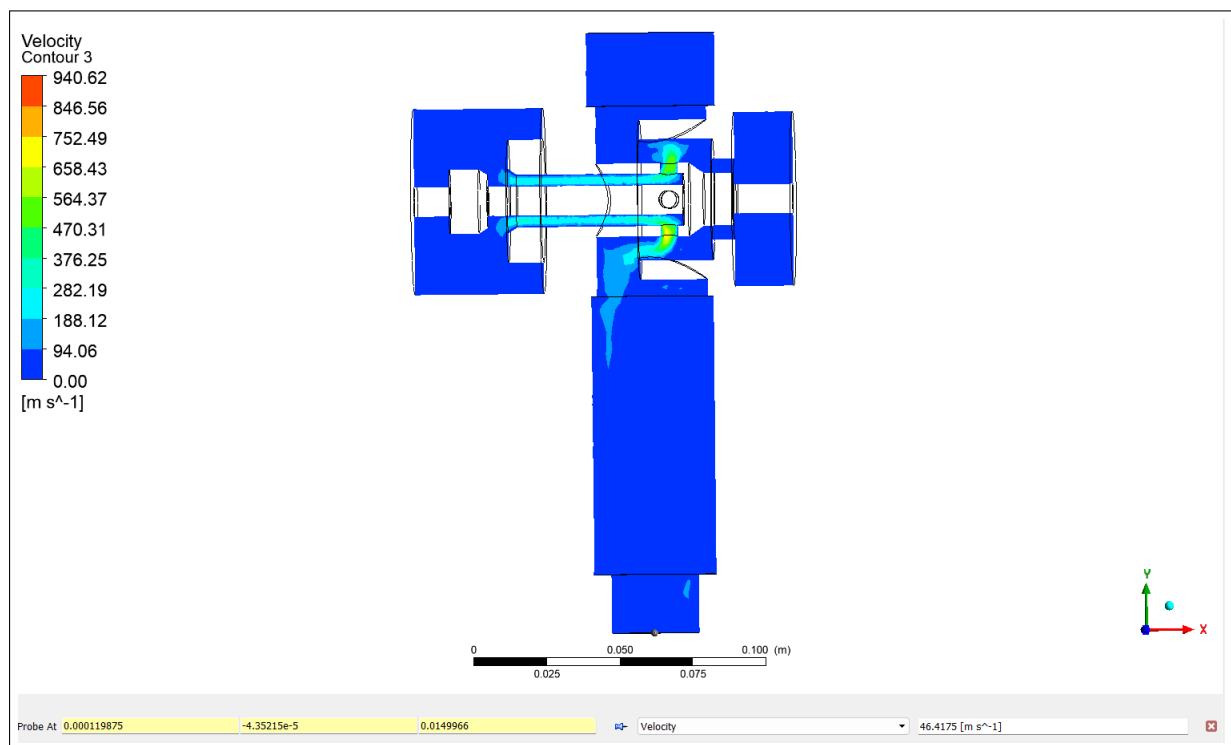 Velocity
Contour 3
940.62
846.56
752.49
658.43
564.37
470.31
376.25
282.19
188.12
94.06
0.00
[m s^-1]
0 0.050 0.100 (m)
0.025 0.075
Y
X
Probe At 0.000119875 -4.35215e-5 0.0149966 Velocity 46.4175 [m s^-1]